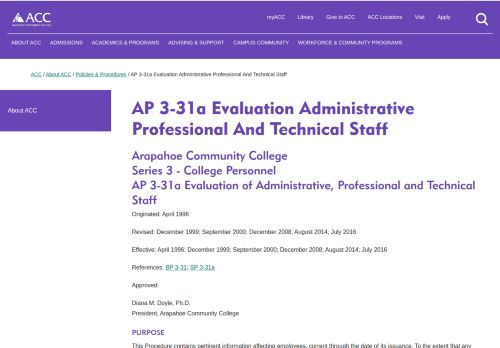 ACC
ARAPAHOE COMMUNITY COLLEGE
myACC Library Give to ACC ACC Locations Visit Apply
ABOUT ACC ADMISSIONS ACADEMICS & PROGRAMS ADVISING & SUPPORT CAMPUS COMMUNITY WORKFORCE & COMMUNITY PROGRAMS
ACC / About ACC / Policies & Procedures / AP 3-31a Evaluation Administrative Professional And Technical Staff
About ACC
AP 3-31a Evaluation Administrative
Professional And Technical Staff
Arapahoe Community College
Series 3 - College Personnel
AP 3-31a Evaluation of Administrative, Professional and Technical
Staff
Originated: April 1996
Revised: December 1999; September 2000; December 2008; August 2014; July 2016
Effective: April 1996; December 1999; September 2000; December 2008; August 2014; July 2016
References: BP 3-31; SP 3-31a
Approved:
Diana M. Doyle, Ph.D.
President, Arapahoe Community College
PURPOSE
This Procedure contains pertinent information affecting employees, current through the date of its issuance. To the extent that any